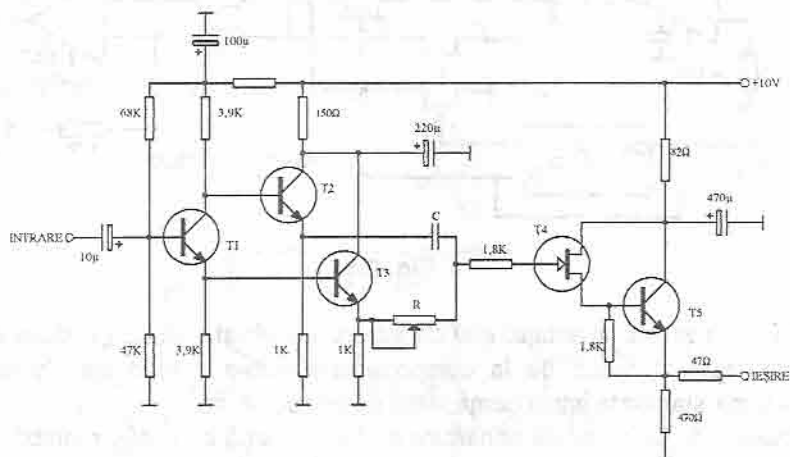 100µ
+
+10V
68K
3,9K
150Ω
220µ
+
82Ω
470µ
+
T2
C
T4
INTRARE
10µ
+
T1
T3
1,8K
T5
R
47K
3,9K
1K
1K
1,8K
47Ω
IEȘIRE
470Ω